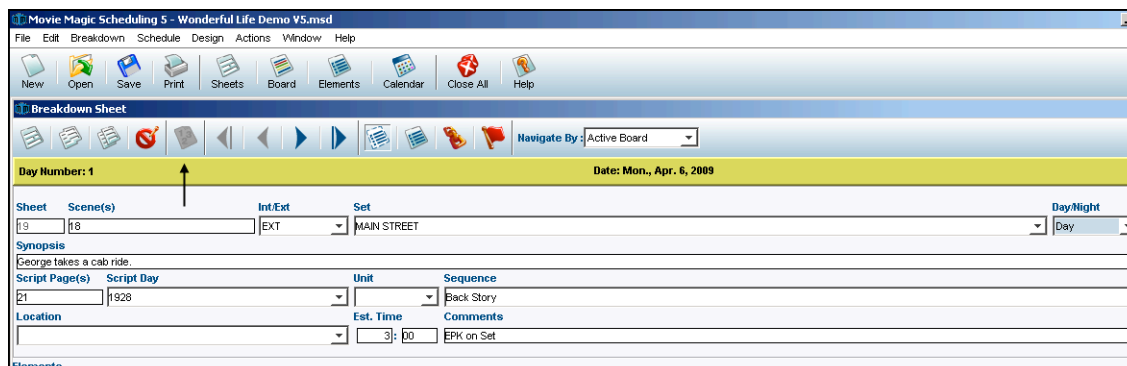 Movie Magic Scheduling 5 - Wonderful Life Demo V5.msd
File Edit Breakdown Schedule Design Actions Window Help
New Open Save Print Sheets Board Elements Calendar Close All Help
Breakdown Sheet
Navigate By : Active Board
Day Number: 1 Date: Mon., Apr. 6, 2009
Sheet Scene(s) Int/Ext Set Day/Night
19 18 EXT MAIN STREET Day
Synopsis
George takes a cab ride.
Script Page(s) Script Day Unit Sequence
21 1928 Back Story
Location Est. Time Comments
3 : 00 EPK on Set
Elements